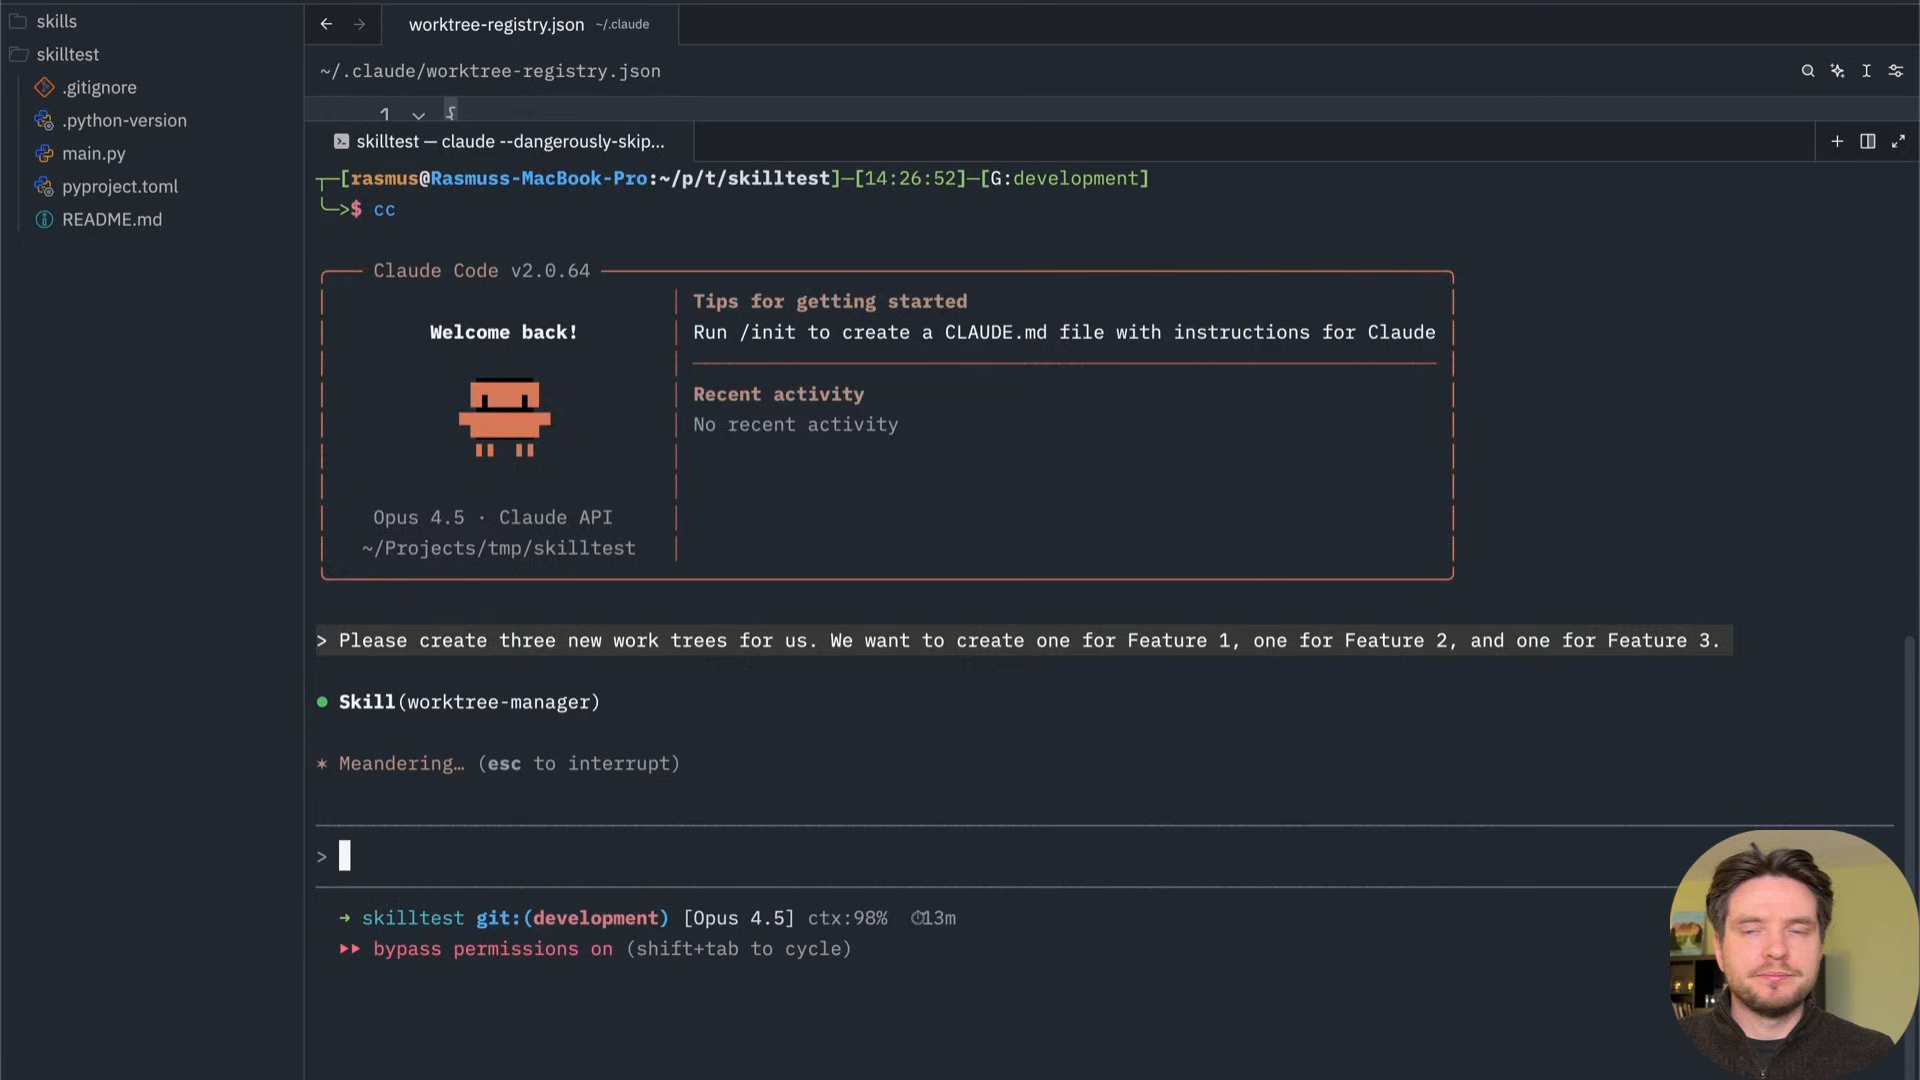 skills
skilltest
.gitignore
.python-version
main.py
pyproject.toml
README.md
worktree-registry.json ~/.claude
~/.claude/worktree-registry.json
1 {
skilltest — claude --dangerously-skip...
[rasmus@Rasmuss-MacBook-Pro:~/p/t/skilltest]—[14:26:52]—[G:development]
>$ cc
Claude Code v2.0.64
Welcome back!
Opus 4.5 · Claude API
~/Projects/tmp/skilltest
Tips for getting started
Run /init to create a CLAUDE.md file with instructions for Claude
Recent activity
No recent activity
> Please create three new work trees for us. We want to create one for Feature 1, one for Feature 2, and one for Feature 3.
Skill(worktree-manager)
✶ Meandering… (esc to interrupt)
>
➜ skilltest git:(development) [Opus 4.5] ctx:98% ⏱13m
▸▸ bypass permissions on (shift+tab to cycle)